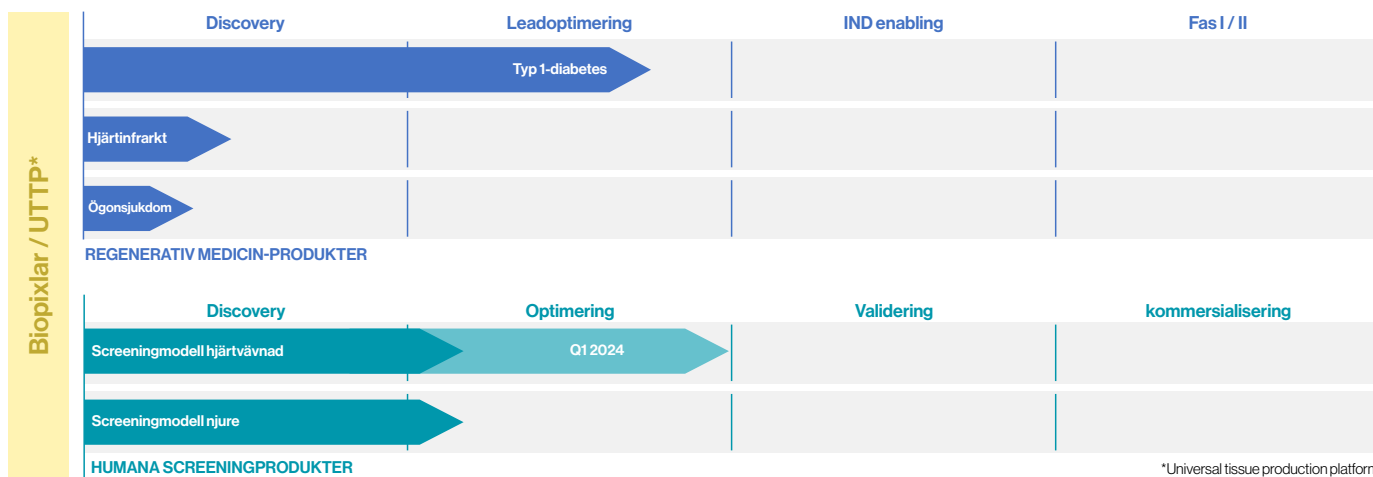 Biopixlar / UTTP*
Discovery Leadoptimering IND enabling Fas I / II
Typ 1-diabetes
Hjärtinfrarkt
Ögonsjukdom
REGENERATIV MEDICIN-PRODUKTER
Discovery Optimering Validering kommersialisering
Screeningmodell hjärtvävnad Q1 2024
Screeningmodell njure
HUMANA SCREENINGPRODUKTER
*Universal tissue production platform